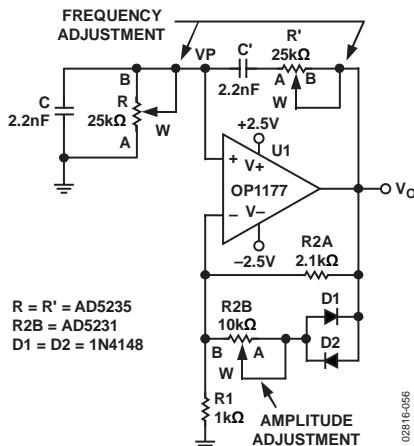 FREQUENCY
ADJUSTMENT
VP
C'
2.2nF
R'
25kΩ
A
B
W
C
2.2nF
B
R
25kΩ
A
W
+2.5V
U1
+
V+
OP1177
−
V−
−2.5V
VO
R2A
2.1kΩ
R2B
10kΩ
B
A
W
D1
D2
R = R' = AD5235
R2B = AD5231
D1 = D2 = 1N4148
R1
1kΩ
AMPLITUDE
ADJUSTMENT
02816-056